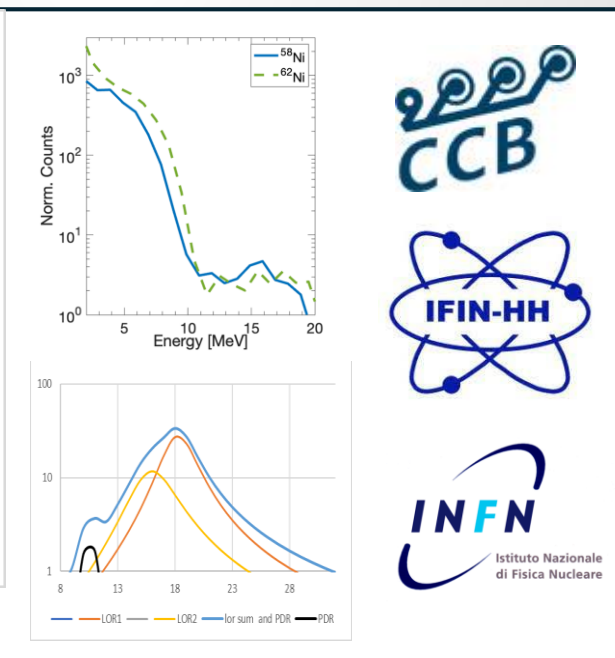 58Ni
62Ni
10³
10²
10¹
10⁰
Norm. Counts
5 10 15 20
Energy [MeV]
100
10
1
8 13 18 23 28
LOR1 LOR2 lor sum and PDR PDR
CCB
IFIN-HH
INFN
Istituto Nazionale
di Fisica Nucleare